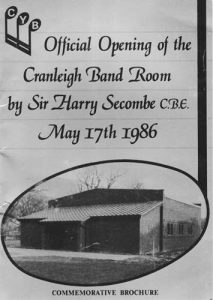 CYB
Official Opening of the
Cranleigh Band Room
by Sir Harry Secombe C.B.E.
May 17th 1986
COMMEMORATIVE BROCHURE